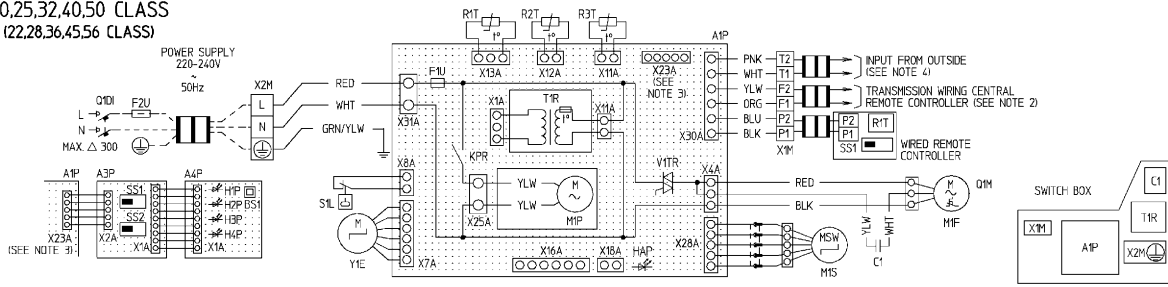 0,25,32,40,50 CLASS
(22,28,36,45,56 CLASS)
POWER SUPPLY
220-240V
~
50Hz
X2M
Q1DI
F2U
L
N
MAX. △ 300
L
N
RED
WHT
GRN/YLW
R1T
R2T
R3T
t°
t°
t°
X13A
X12A
X11A
A1P
F1U
X31A
X23A
(SEE
NOTE 3)
X1A
T1R
t°
X11A
X30A
PNK
T2
WHT
T1
YLW
F2
ORG
F1
BLU
P2
BLK
P1
X1M
INPUT FROM OUTSIDE
(SEE NOTE 4)
TRANSMISSION WIRING CENTRAL
REMOTE CONTROLLER (SEE NOTE 2)
P2
P1
R1T
SS1
WIRED REMOTE
CONTROLLER
KPR
X8A
S1L
X25A
YLW
YLW
M
~
M1P
V1TR
X4A
RED
BLK
Q1M
M
~
M1F
YLW
WHT
C1
M
Y1E
X7A
X16A
X18A
HAP
X28A
MSW
M1S
A1P
A3P
A4P
SS1
SS2
H1P
H2P
H3P
H4P
BS1
X23A
(SEE NOTE 3)
X2A
X1A
X1A
SWITCH BOX
C1
X1M
A1P
T1R
X2M